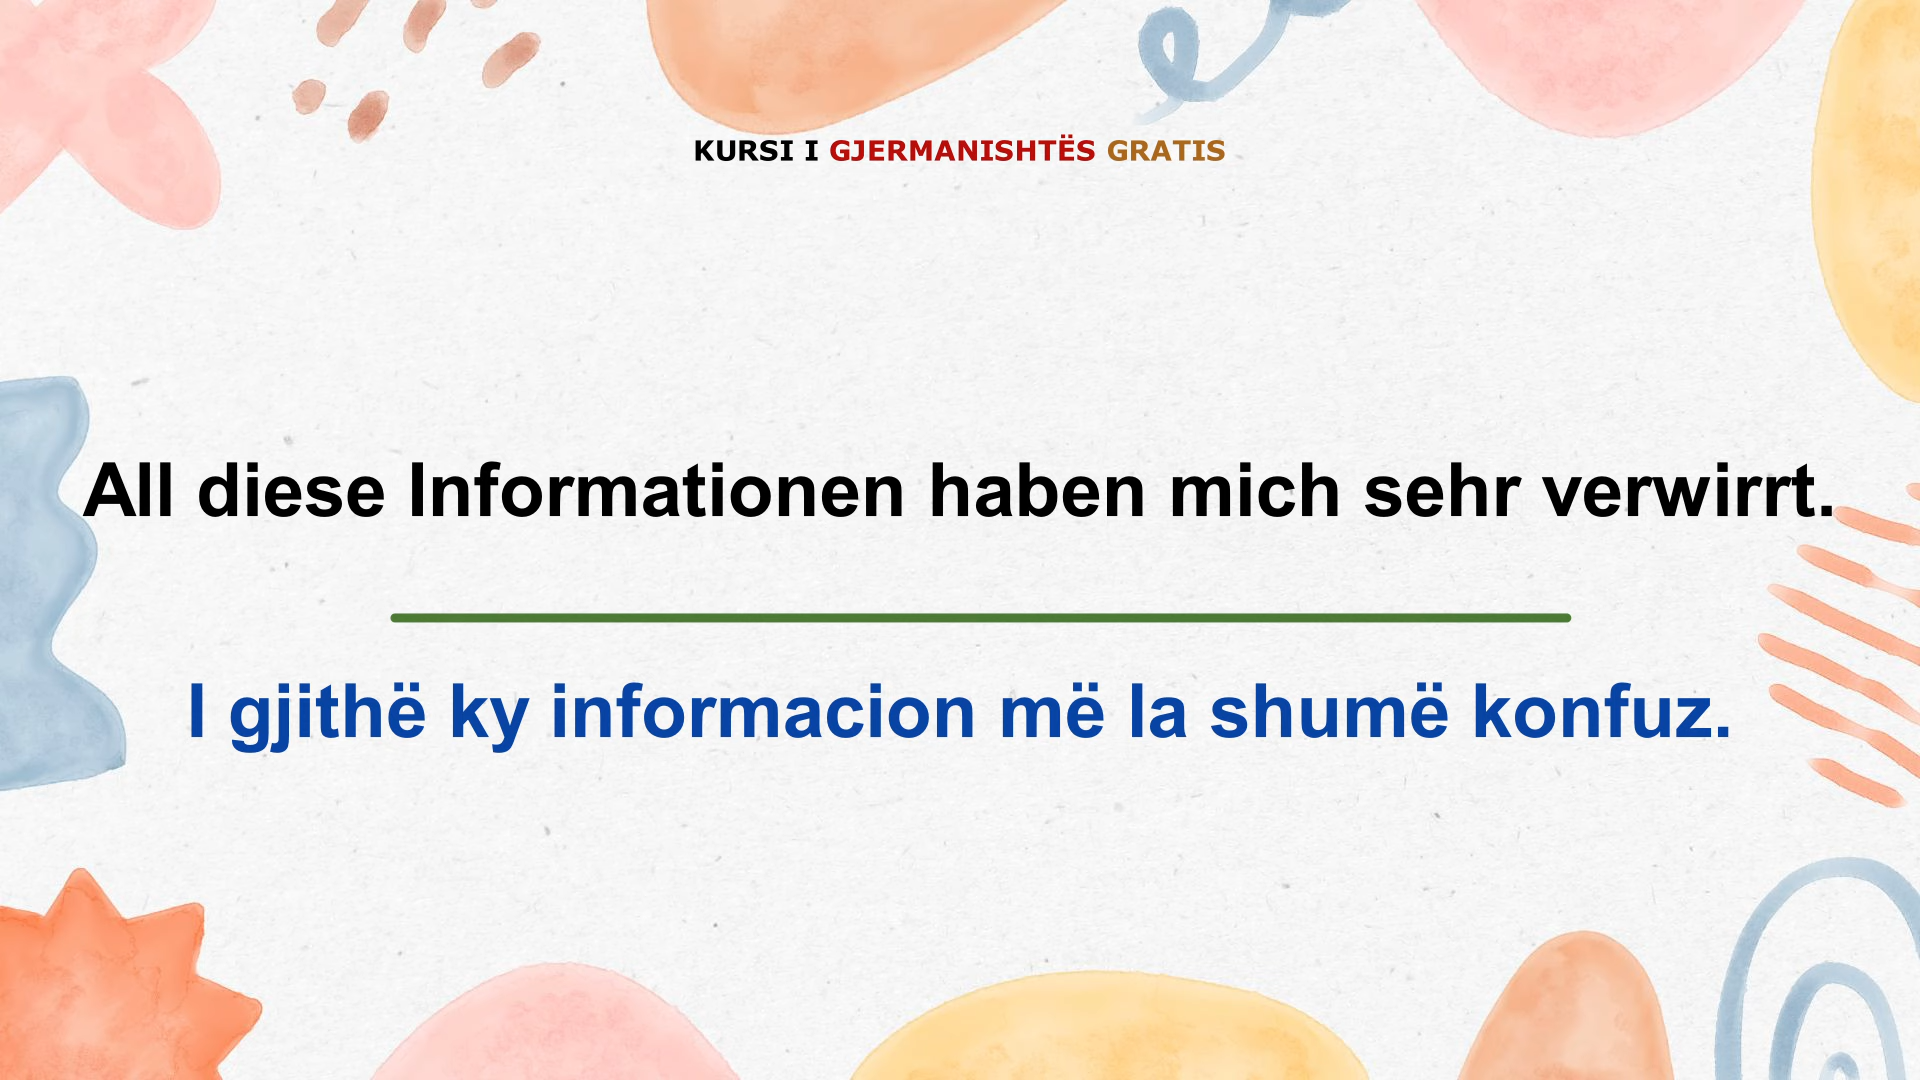 KURSI I GJERMANISHTËS GRATIS
All diese Informationen haben mich sehr verwirrt.
I gjithë ky informacion më la shumë konfuz.